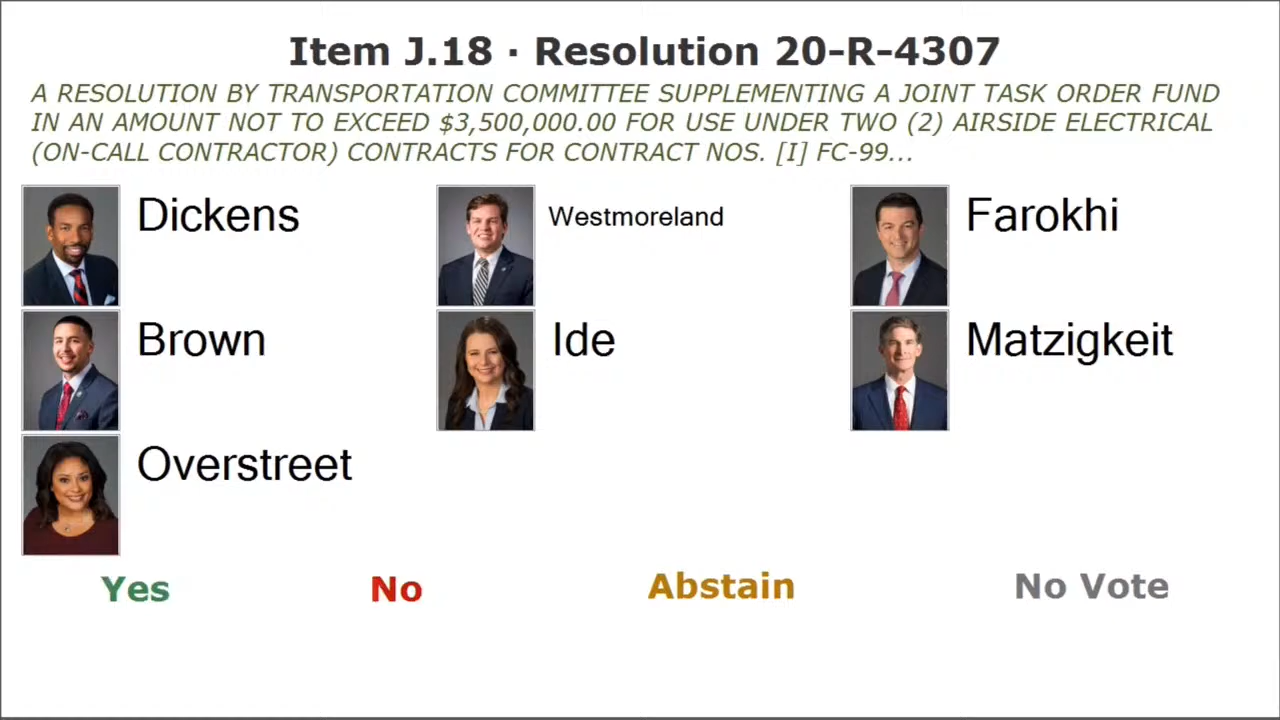 Item J.18 · Resolution 20-R-4307
A RESOLUTION BY TRANSPORTATION COMMITTEE SUPPLEMENTING A JOINT TASK ORDER FUND
IN AN AMOUNT NOT TO EXCEED $3,500,000.00 FOR USE UNDER TWO (2) AIRSIDE ELECTRICAL
(ON-CALL CONTRACTOR) CONTRACTS FOR CONTRACT NOS. [I] FC-99...
Dickens Westmoreland Farokhi
Brown Ide Matzigkeit
Overstreet
Yes No Abstain No Vote